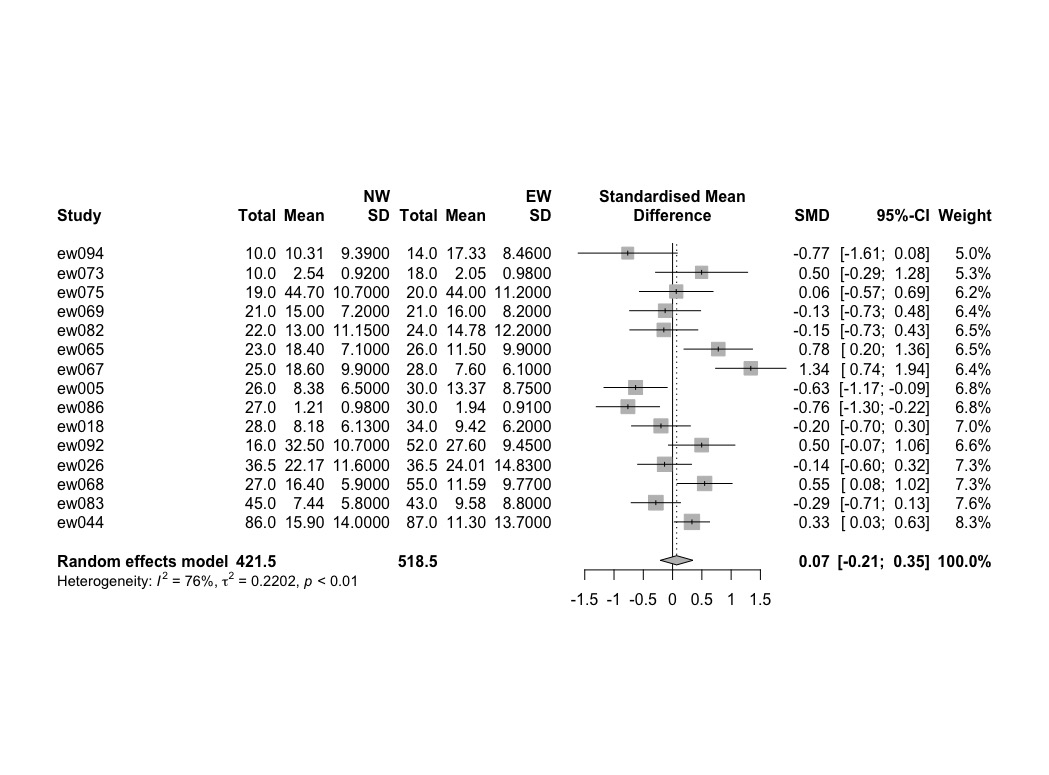 NW EW Standardised Mean
Study Total Mean SD Total Mean SD Difference SMD 95%-CI Weight
ew094 10.0 10.31 9.3900 14.0 17.33 8.4600 -0.77 [-1.61; 0.08] 5.0%
ew073 10.0 2.54 0.9200 18.0 2.05 0.9800 0.50 [-0.29; 1.28] 5.3%
ew075 19.0 44.70 10.7000 20.0 44.00 11.2000 0.06 [-0.57; 0.69] 6.2%
ew069 21.0 15.00 7.2000 21.0 16.00 8.2000 -0.13 [-0.73; 0.48] 6.4%
ew082 22.0 13.00 11.1500 24.0 14.78 12.2000 -0.15 [-0.73; 0.43] 6.5%
ew065 23.0 18.40 7.1000 26.0 11.50 9.9000 0.78 [ 0.20; 1.36] 6.5%
ew067 25.0 18.60 9.9000 28.0 7.60 6.1000 1.34 [ 0.74; 1.94] 6.4%
ew005 26.0 8.38 6.5000 30.0 13.37 8.7500 -0.63 [-1.17; -0.09] 6.8%
ew086 27.0 1.21 0.9800 30.0 1.94 0.9100 -0.76 [-1.30; -0.22] 6.8%
ew018 28.0 8.18 6.1300 34.0 9.42 6.2000 -0.20 [-0.70; 0.30] 7.0%
ew092 16.0 32.50 10.7000 52.0 27.60 9.4500 0.50 [-0.07; 1.06] 6.6%
ew026 36.5 22.17 11.6000 36.5 24.01 14.8300 -0.14 [-0.60; 0.32] 7.3%
ew068 27.0 16.40 5.9000 55.0 11.59 9.7700 0.55 [ 0.08; 1.02] 7.3%
ew083 45.0 7.44 5.8000 43.0 9.58 8.8000 -0.29 [-0.71; 0.13] 7.6%
ew044 86.0 15.90 14.0000 87.0 11.30 13.7000 0.33 [ 0.03; 0.63] 8.3%
Random effects model 421.5 518.5 0.07 [-0.21; 0.35] 100.0%
Heterogeneity: I² = 76%, τ² = 0.2202, p < 0.01
-1.5 -1 -0.5 0 0.5 1 1.5